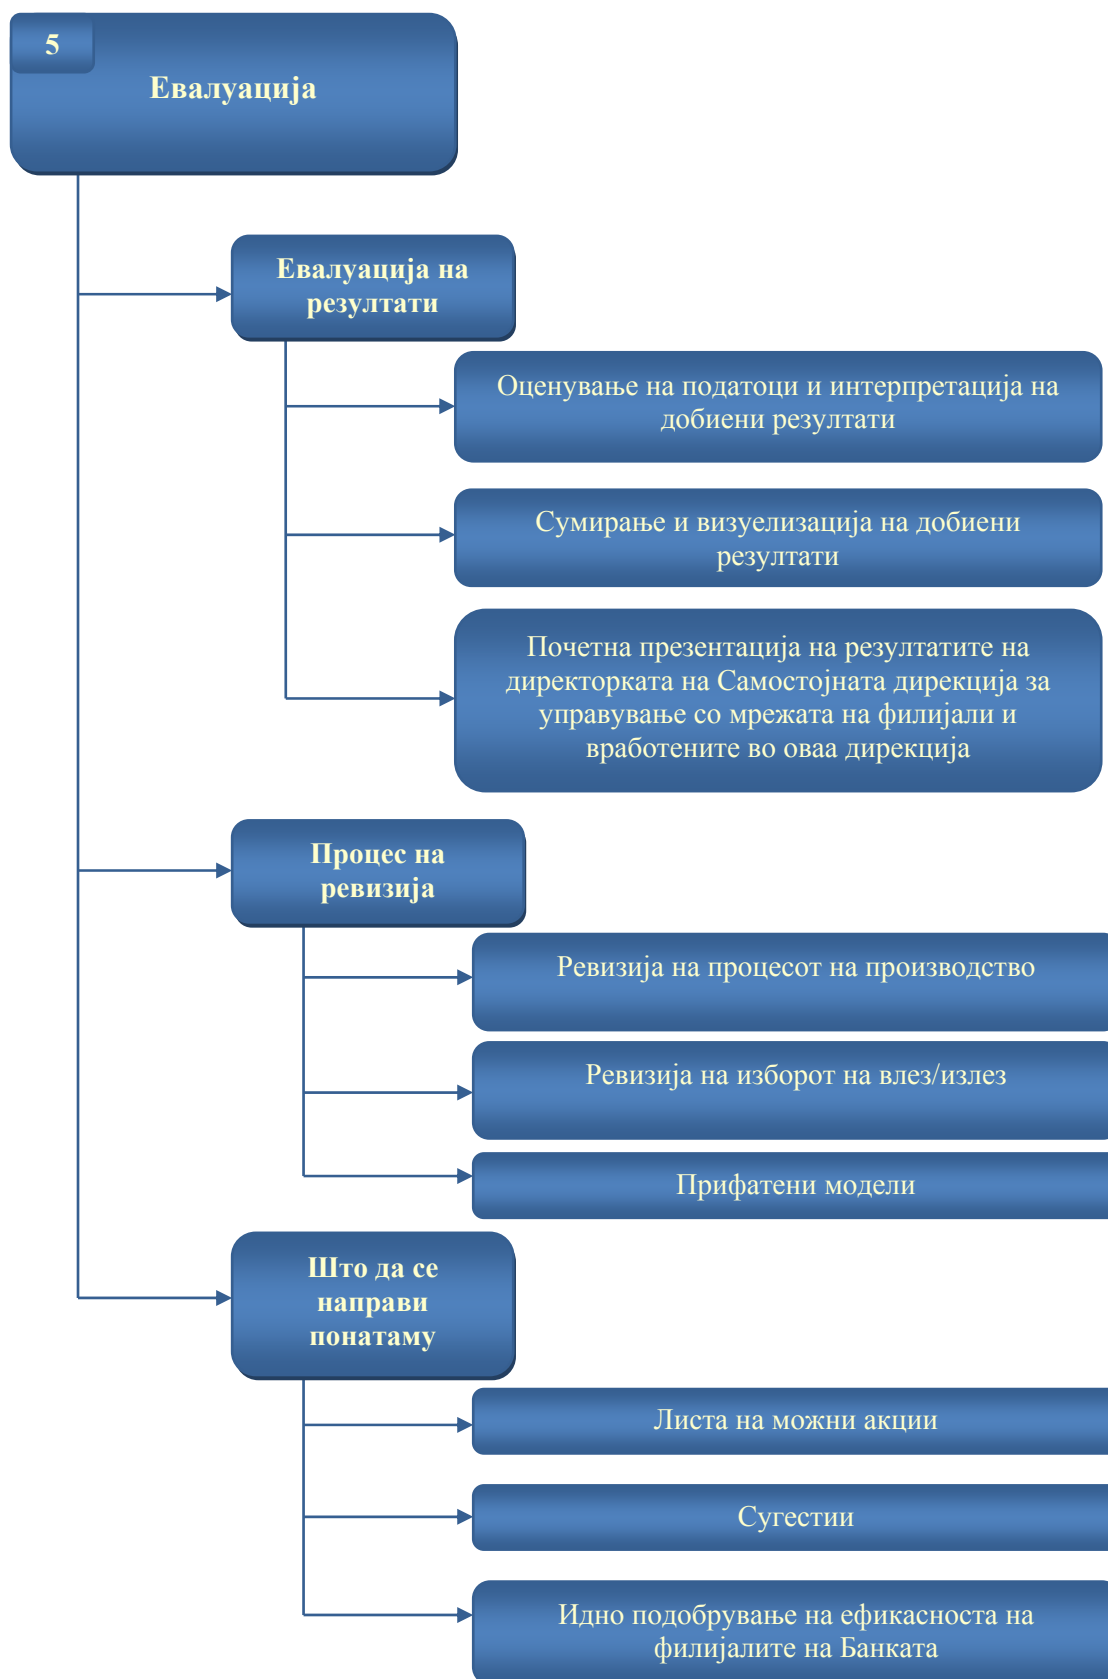 5
Евалуација
Евалуација на
резултати
Оценување на податоци и интерпретација на
добиени резултати
Сумирање и визуелизација на добиени
резултати
Почетна презентација на резултатите на
директорката на Самостојната дирекција за
управување со мрежата на филијали и
вработените во оваа дирекција
Процес на
ревизија
Ревизија на процесот на производство
Ревизија на изборот на влез/излез
Прифатени модели
Што да се
направи
понатаму
Листа на можни акции
Сугестии
Идно подобрување на ефикасноста на
филијалите на Банката